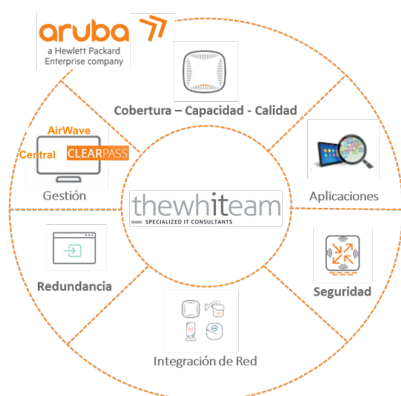 aruba
a Hewlett Packard
Enterprise company
Cobertura – Capacidad - Calidad
AirWave
Central CLEARPASS
Gestión
Aplicaciones
thewhiteam
SPECIALIZED IT CONSULTANTS
Redundancia
Seguridad
Integración de Red